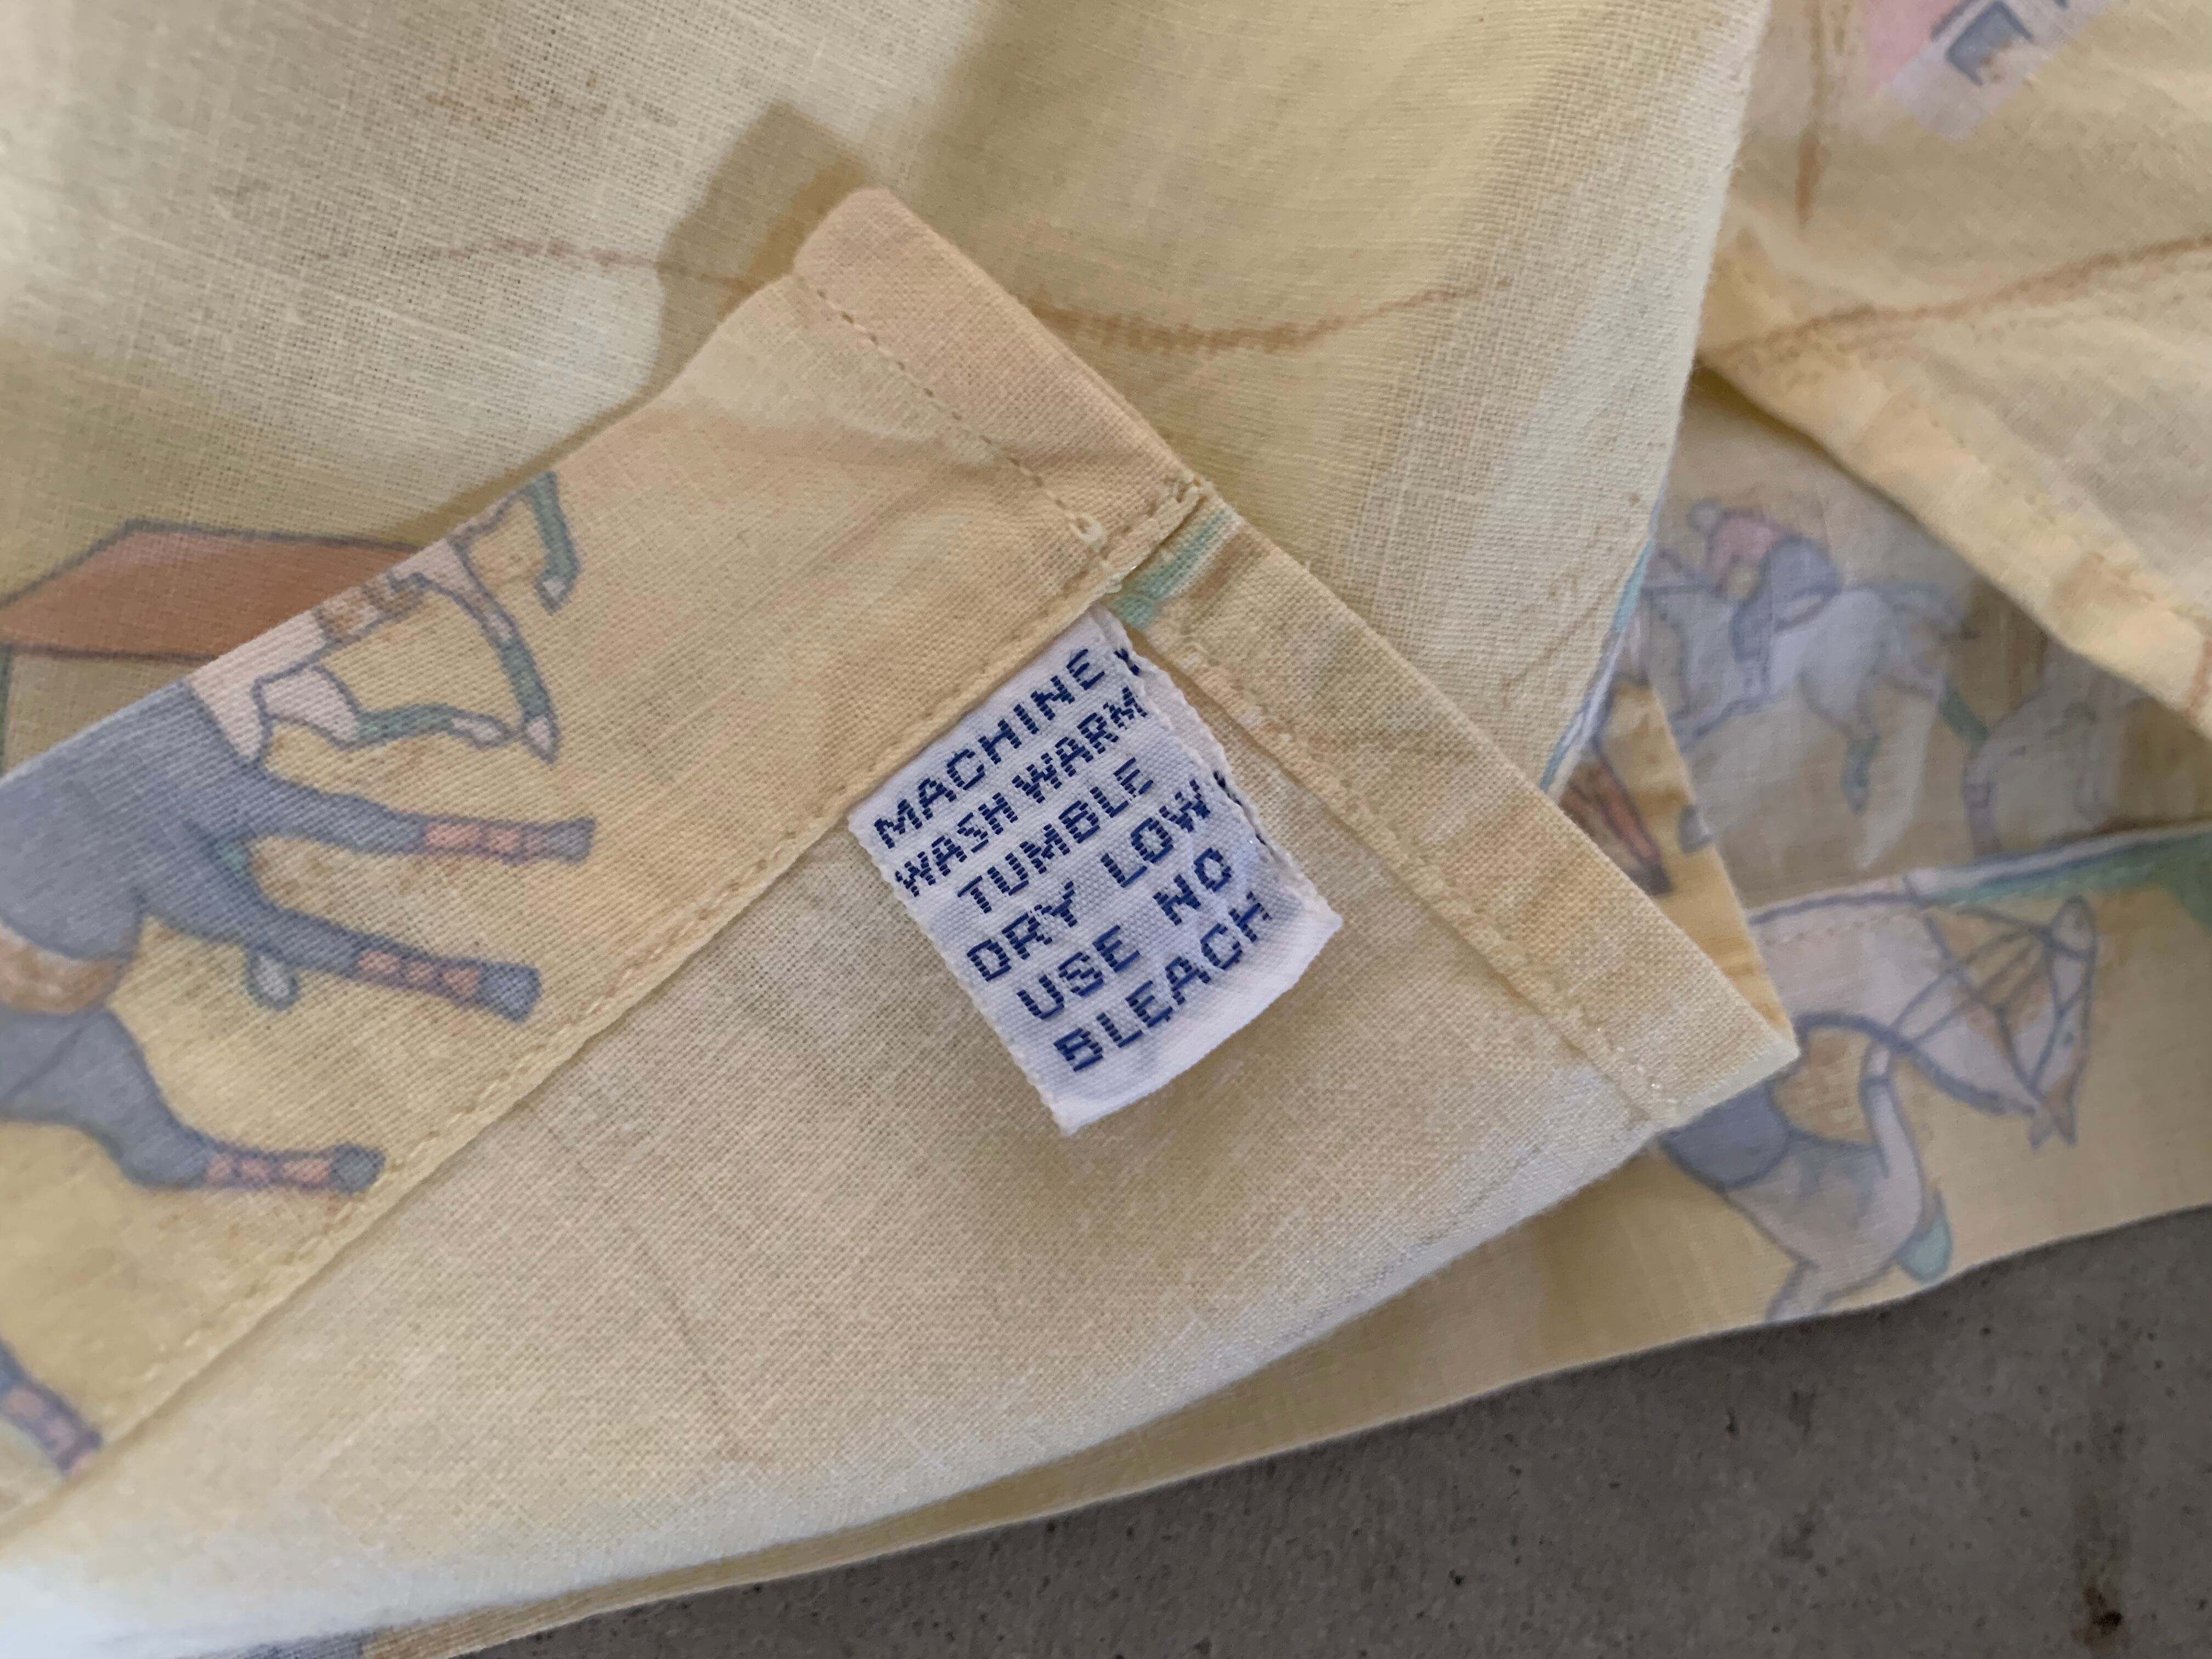 MACHINE
WASH WARM
TUMBLE
DRY LOW
USE NO
BLEACH